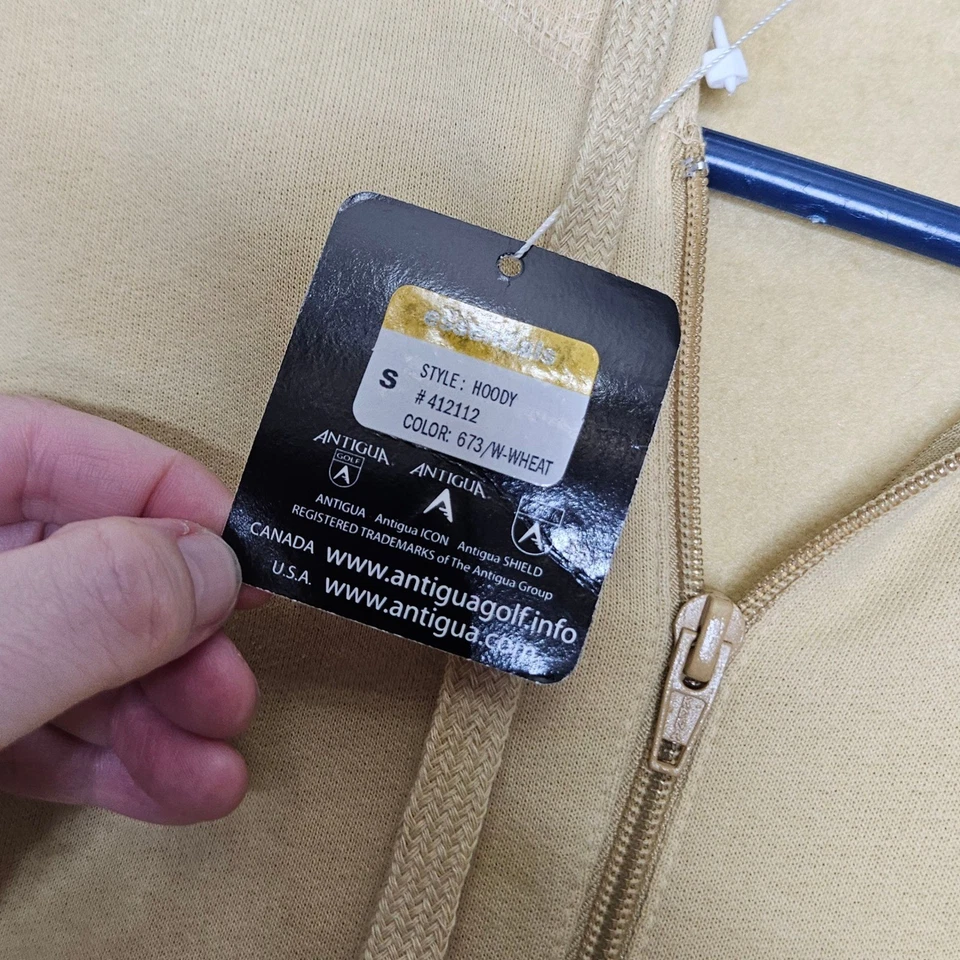 essentials
S
STYLE: HOODY
#412112
COLOR: 673/W-WHEAT
ANTIGUA
GOLF
A
ANTIGUA
ANTIGUA Antigua ICON Antigua SHIELD
REGISTERED TRADEMARKS of The Antigua Group
CANADA www.antiguagolf.info
U.S.A. www.antigua.com